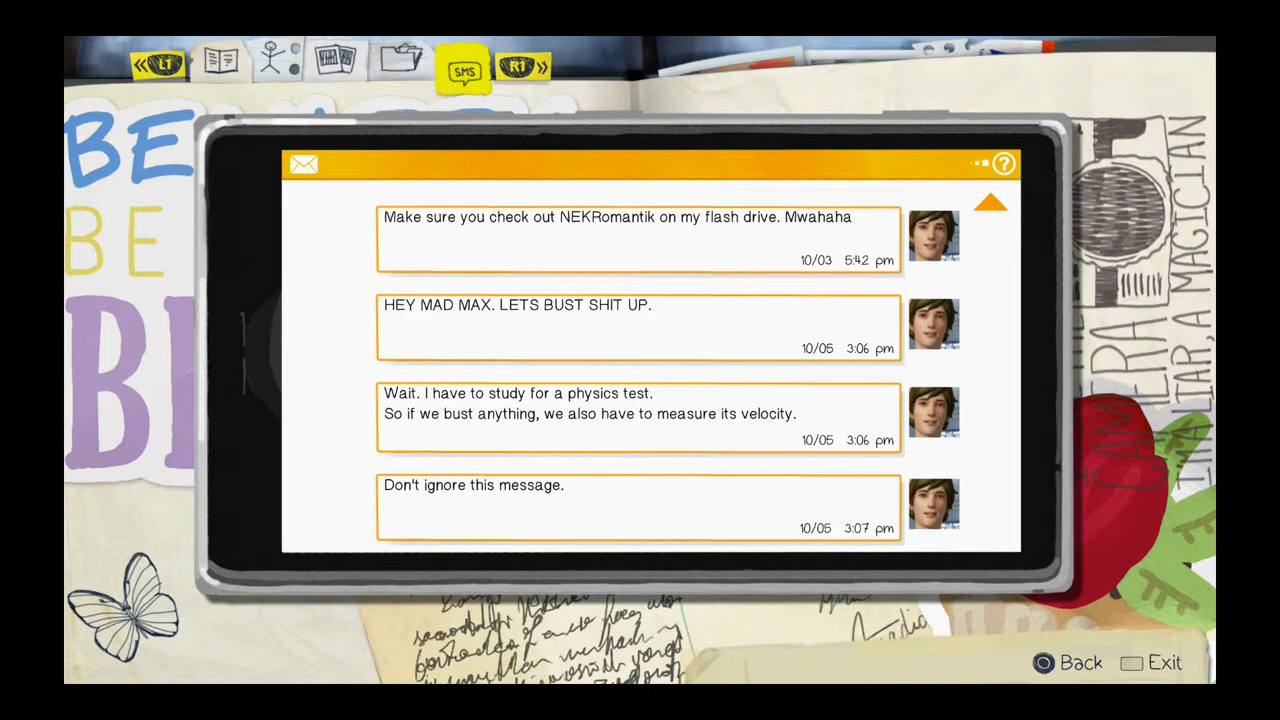 L1
SMS
R1
BE
BE
BE
Make sure you check out NEKRomantik on my flash drive. Mwahaha
10/03 5:42 pm
HEY MAD MAX. LETS BUST SHIT UP.
10/05 3:06 pm
Wait. I have to study for a physics test.
So if we bust anything, we also have to measure its velocity.
10/05 3:06 pm
Don't ignore this message.
10/05 3:07 pm
?
A MAGICIAN
Back
Exit